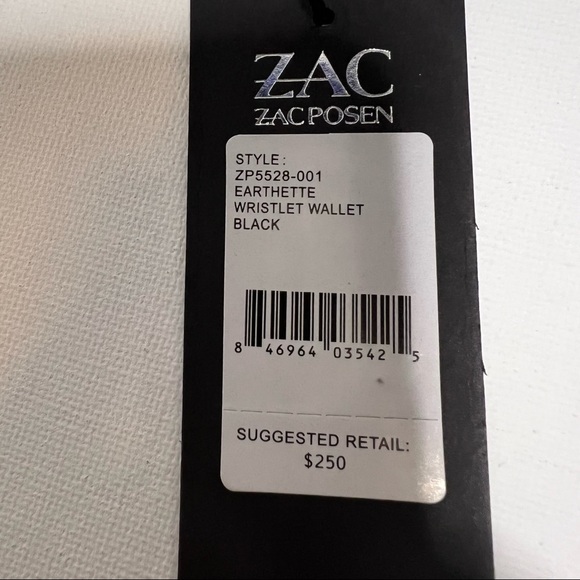 ZAC
ZAC POSEN
STYLE :
ZP5528-001
EARTHETTE
WRISTLET WALLET
BLACK
8 46964 03542 5
SUGGESTED RETAIL:
$250